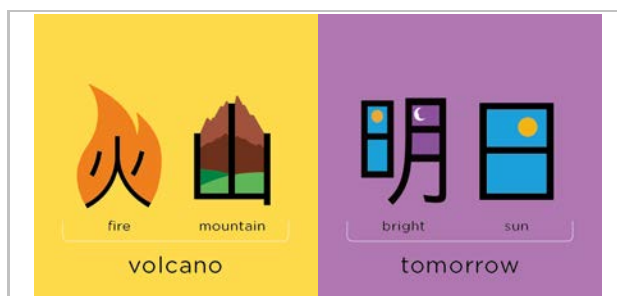 火山
fire mountain
volcano
明日
bright sun
tomorrow